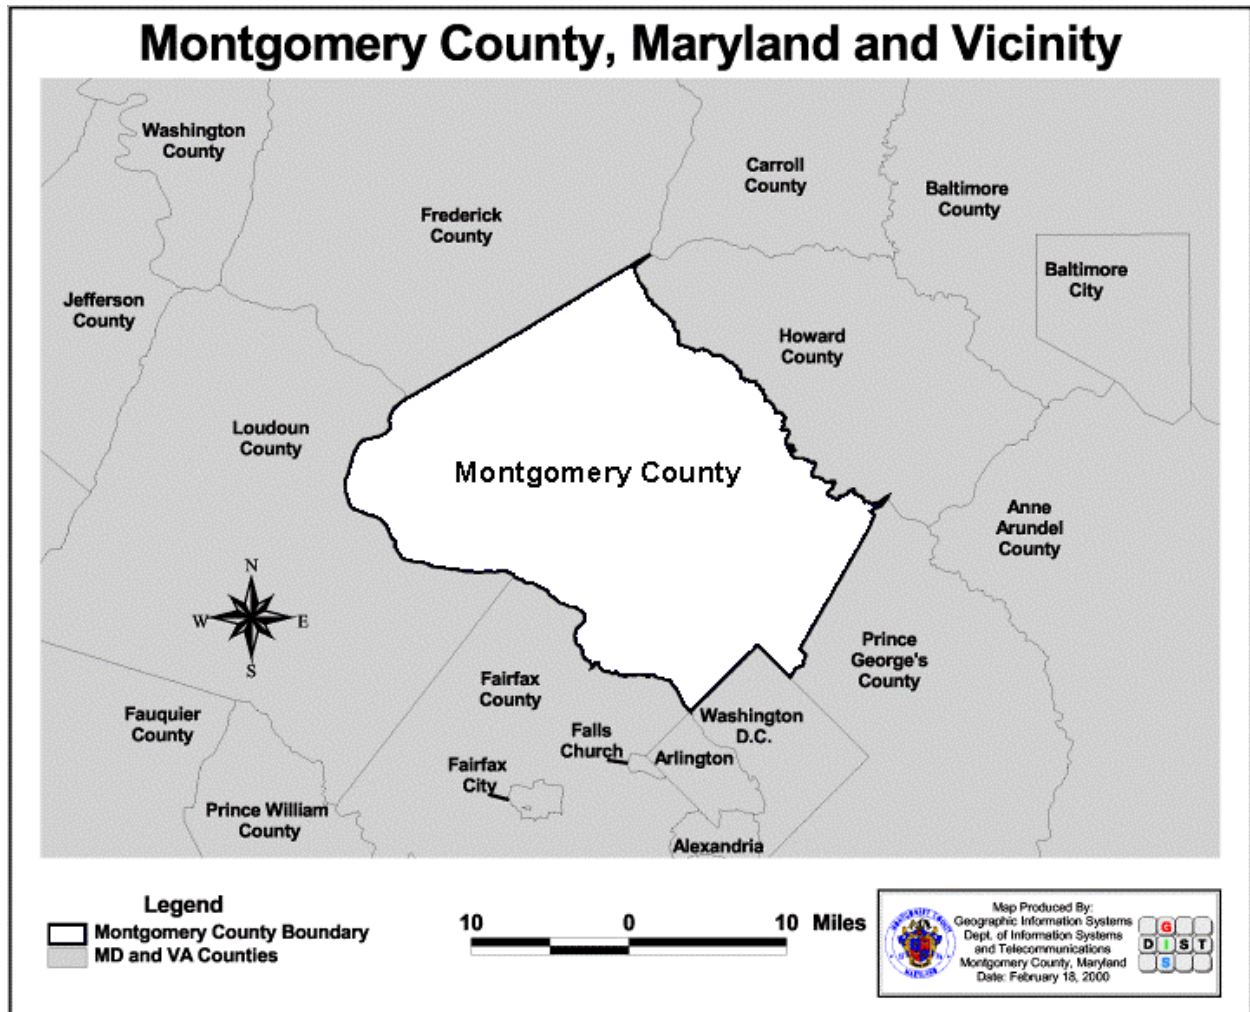 Montgomery County, Maryland and Vicinity
Washington
County
Carroll
County
Baltimore
County
Frederick
County
Baltimore
City
Jefferson
County
Howard
County
Loudoun
County
Montgomery County
Anne
Arundel
County
N
W
E
S
Prince
George's
County
Fairfax
County
Fauquier
County
Washington
D.C.
Falls
Church
Arlington
Fairfax
City
Prince William
County
Alexandria
Legend
Montgomery County Boundary
MD and VA Counties
10 0 10 Miles
Map Produced By:
Geographic Information Systems
Dept. of Information Systems
and Telecommunications
Montgomery County, Maryland
Date: February 18, 2000
G
D I S T
S